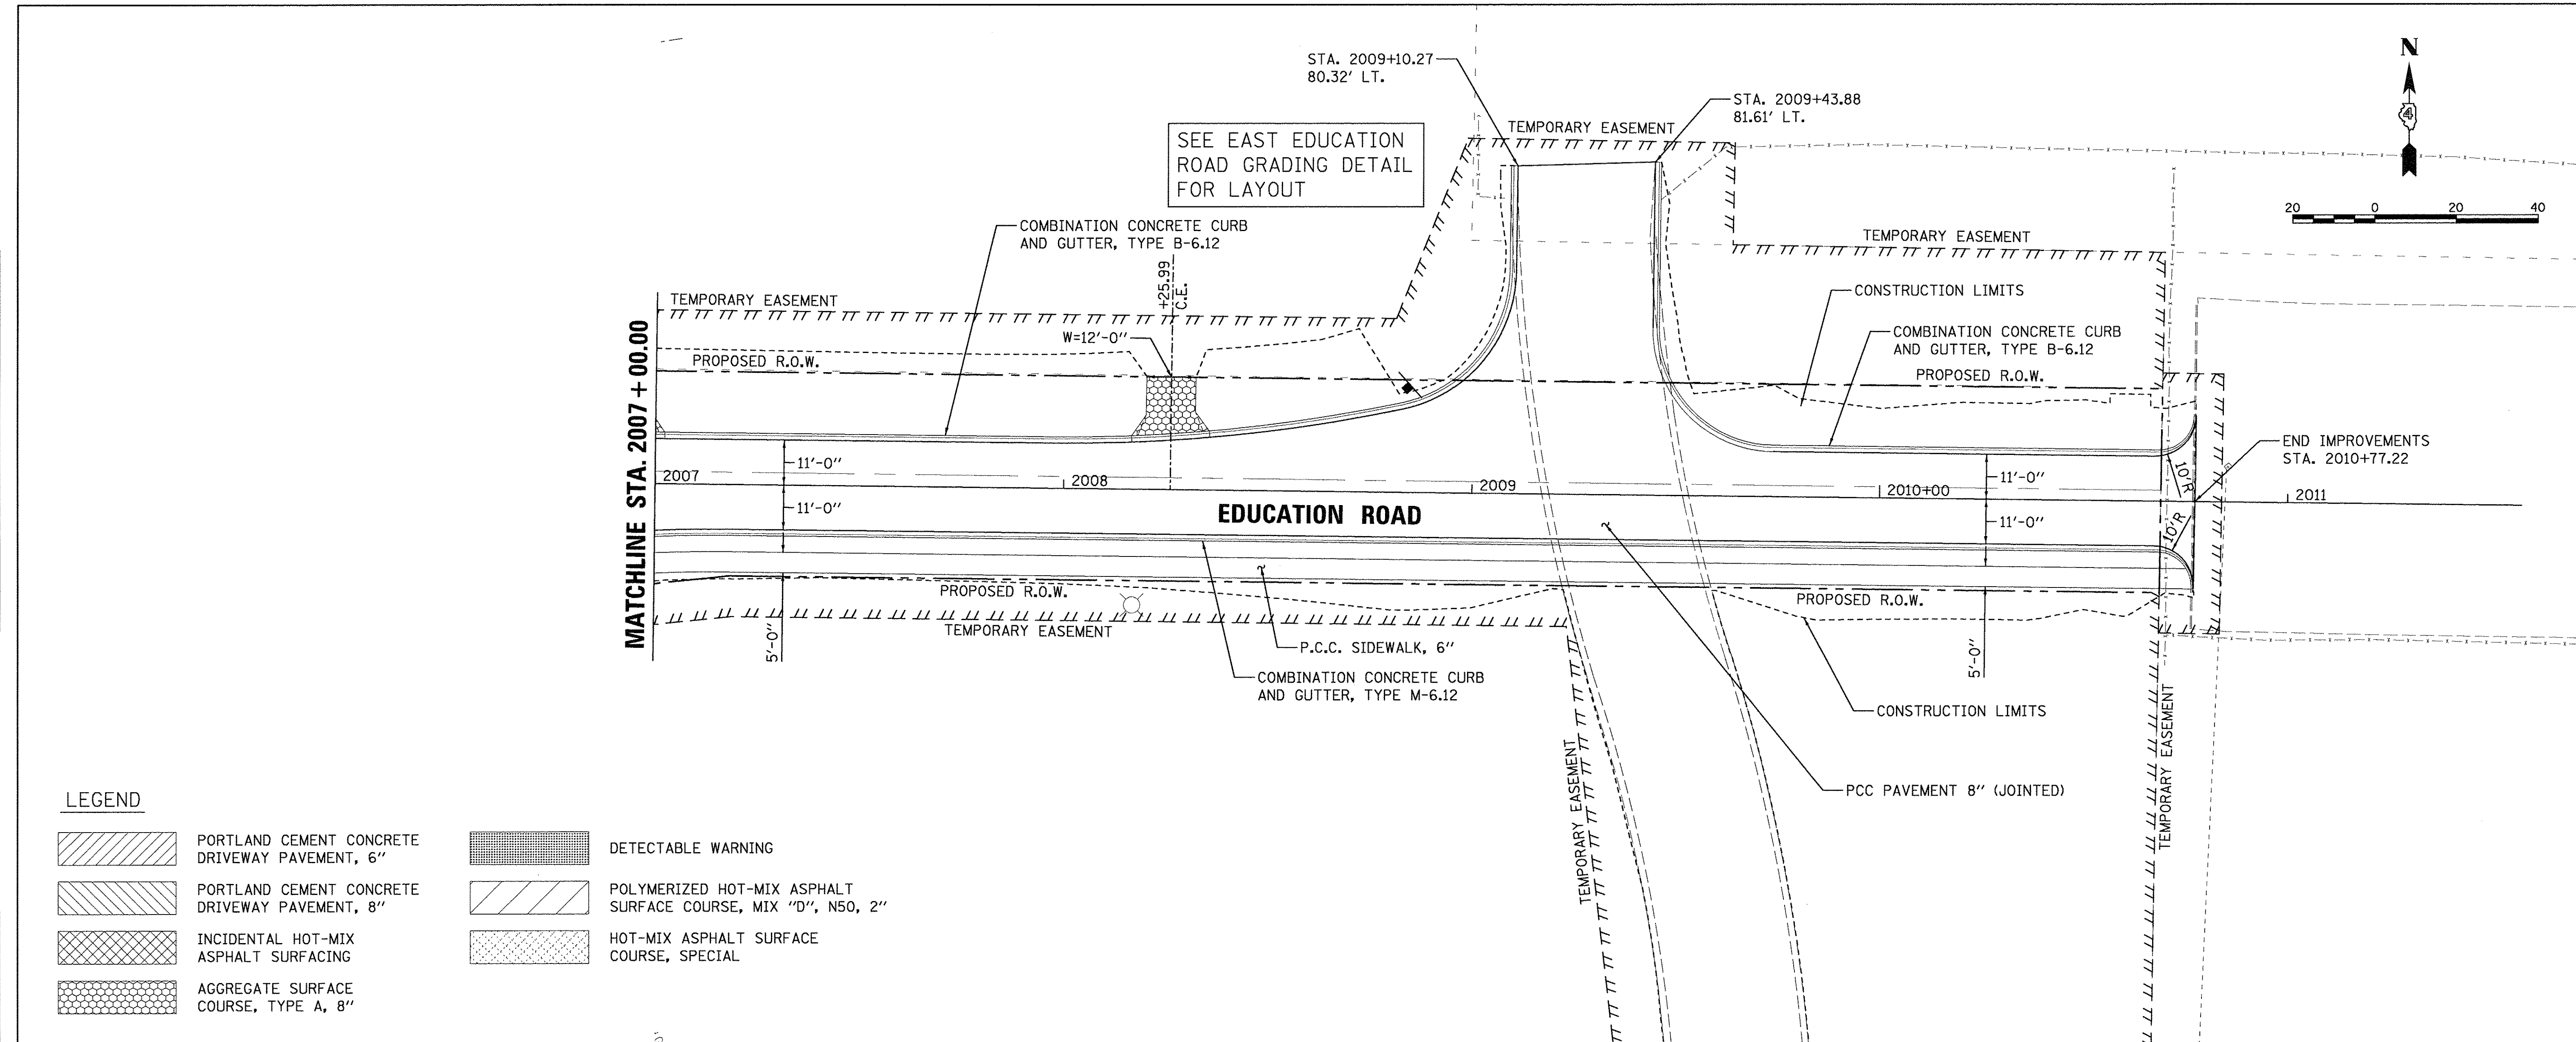 STA. 2009+10.27
80.32' LT.
N
4
STA. 2009+43.88
81.61' LT.
TEMPORARY EASEMENT
SEE EAST EDUCATION
ROAD GRADING DETAIL
FOR LAYOUT
20 0 20 40
COMBINATION CONCRETE CURB
AND GUTTER, TYPE B-6.12
TEMPORARY EASEMENT
+25.99
C.E.
TEMPORARY EASEMENT
CONSTRUCTION LIMITS
W=12'-0"
COMBINATION CONCRETE CURB
AND GUTTER, TYPE B-6.12
PROPOSED R.O.W.
PROPOSED R.O.W.
MATCHLINE STA. 2007+00.00
END IMPROVEMENTS
STA. 2010+77.22
11'-0"
11'-0"
10'R
2007
2008
2009
2010+00
2011
11'-0"
EDUCATION ROAD
11'-0"
10'R
PROPOSED R.O.W.
PROPOSED R.O.W.
TEMPORARY EASEMENT
5'-0"
P.C.C. SIDEWALK, 6"
5'-0"
COMBINATION CONCRETE CURB
AND GUTTER, TYPE M-6.12
CONSTRUCTION LIMITS
TEMPORARY EASEMENT
TEMPORARY EASEMENT
PCC PAVEMENT 8" (JOINTED)
LEGEND
PORTLAND CEMENT CONCRETE
DRIVEWAY PAVEMENT, 6"
PORTLAND CEMENT CONCRETE
DRIVEWAY PAVEMENT, 8"
INCIDENTAL HOT-MIX
ASPHALT SURFACING
AGGREGATE SURFACE
COURSE, TYPE A, 8"
DETECTABLE WARNING
POLYMERIZED HOT-MIX ASPHALT
SURFACE COURSE, MIX "D", N50, 2"
HOT-MIX ASPHALT SURFACE
COURSE, SPECIAL